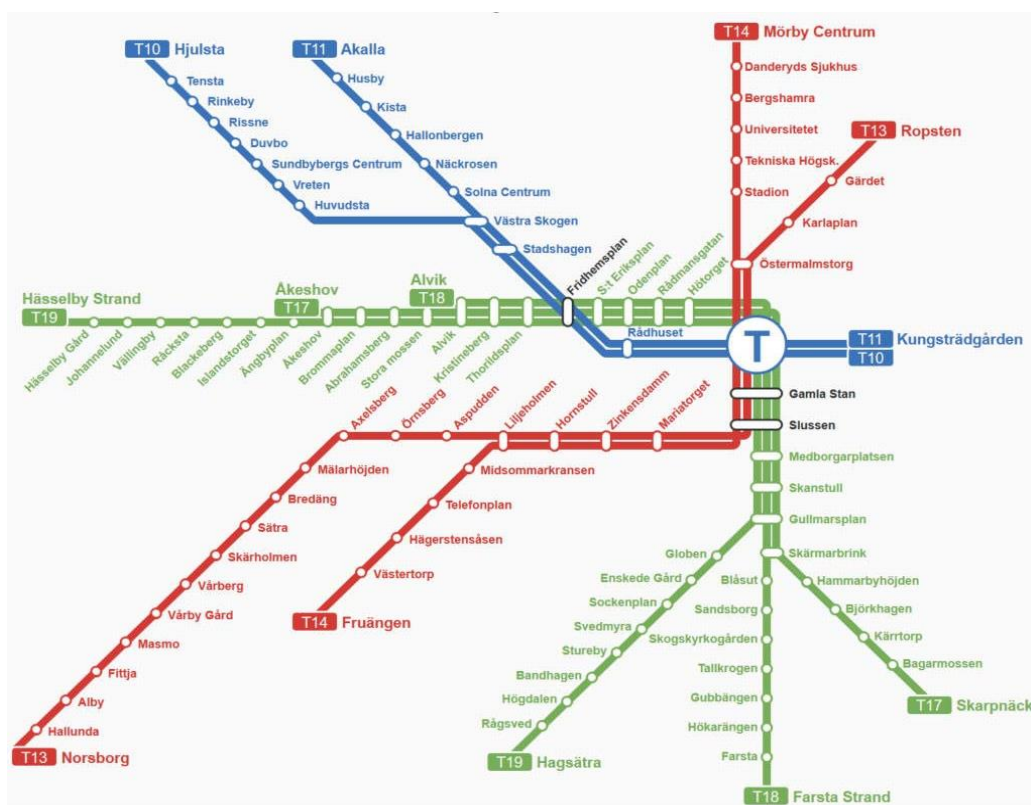 T10 Hjulsta
Tensta
Rinkeby
Rissne
Duvbo
Sundbybergs Centrum
Vreten
Huvudsta
T11 Akalla
Husby
Kista
Hallonbergen
Näckrosen
Solna Centrum
Västra Skogen
Stadshagen
Fridhemsplan
Rådhuset
T
T11
T10
Kungsträdgården
T14 Mörby Centrum
Danderyds Sjukhus
Bergshamra
Universitetet
Tekniska Högsk.
Stadion
T13 Ropsten
Gärdet
Karlaplan
Östermalmstorg
Hässelby Strand
T19
Hässelby Gård
Johannelund
Vällingby
Råcksta
Blackeberg
Islandstorget
Ängbyplan
Åkeshov
T17
Åkeshov
Brommaplan
Abrahamsberg
Stora mossen
Alvik
T18
Alvik
Kristineberg
Thorildsplan
S:t Eriksplan
Odenplan
Rådmansgatan
Hötorget
Gamla Stan
Slussen
Medborgarplatsen
Skanstull
Gullmarsplan
Skärmarbrink
Axelsberg
Örnsberg
Aspudden
Liljeholmen
Hornstull
Zinkensdamm
Mariatorget
Mälarhöjden
Bredäng
Sätra
Skärholmen
Vårberg
Vårby Gård
Masmo
Fittja
Alby
Hallunda
T13 Norsborg
Midsommarkransen
Telefonplan
Hägerstensåsen
Västertorp
T14 Fruängen
Globen
Enskede Gård
Sockenplan
Svedmyra
Stureby
Bandhagen
Högdalen
Rågsved
T19 Hagsätra
Blåsut
Sandsborg
Skogskyrkogården
Tallkrogen
Gubbängen
Hökarängen
Farsta
T18 Farsta Strand
Hammarbyhöjden
Björkhagen
Kärrtorp
Bagarmossen
T17 Skarpnäck